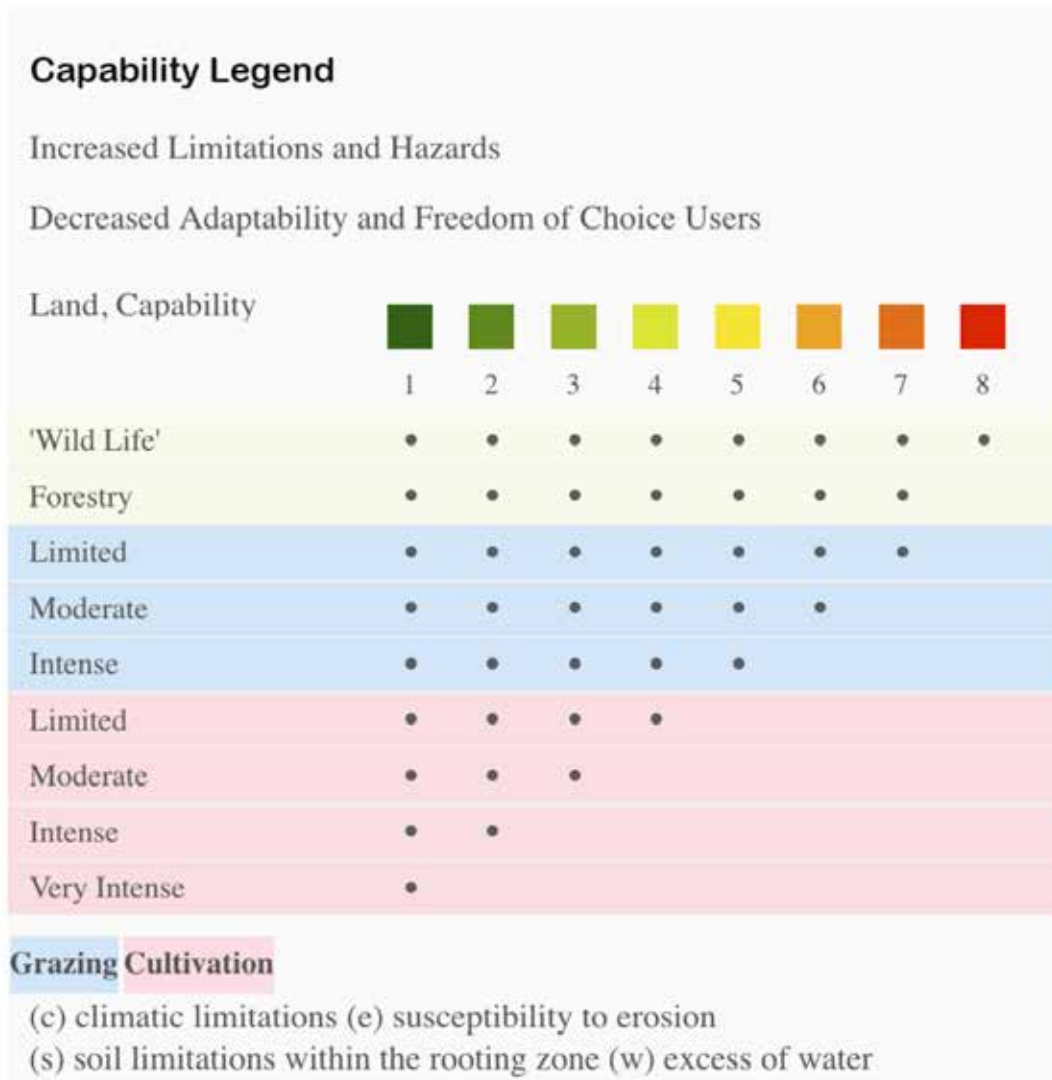 Capability Legend
Increased Limitations and Hazards
Decreased Adaptability and Freedom of Choice Users
Land, Capability
1 2 3 4 5 6 7 8
'Wild Life'
Forestry
Limited
Moderate
Intense
Limited
Moderate
Intense
Very Intense
Grazing Cultivation
(c) climatic limitations (e) susceptibility to erosion
(s) soil limitations within the rooting zone (w) excess of water